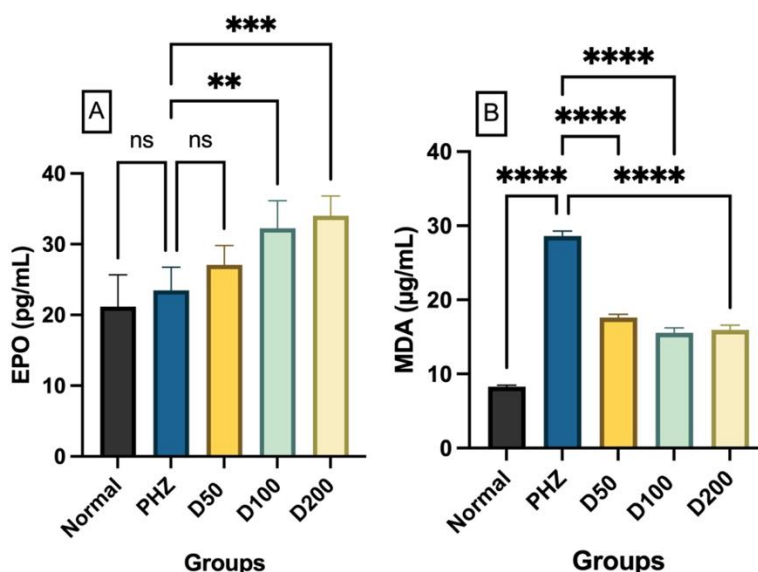 A
***
**
ns
ns
EPO (pg/mL)
40
30
20
10
0
Normal
PHZ
D50
D100
D200
Groups
B
****
****
****
****
MDA (µg/mL)
40
30
20
10
0
Normal
PHZ
D50
D100
D200
Groups